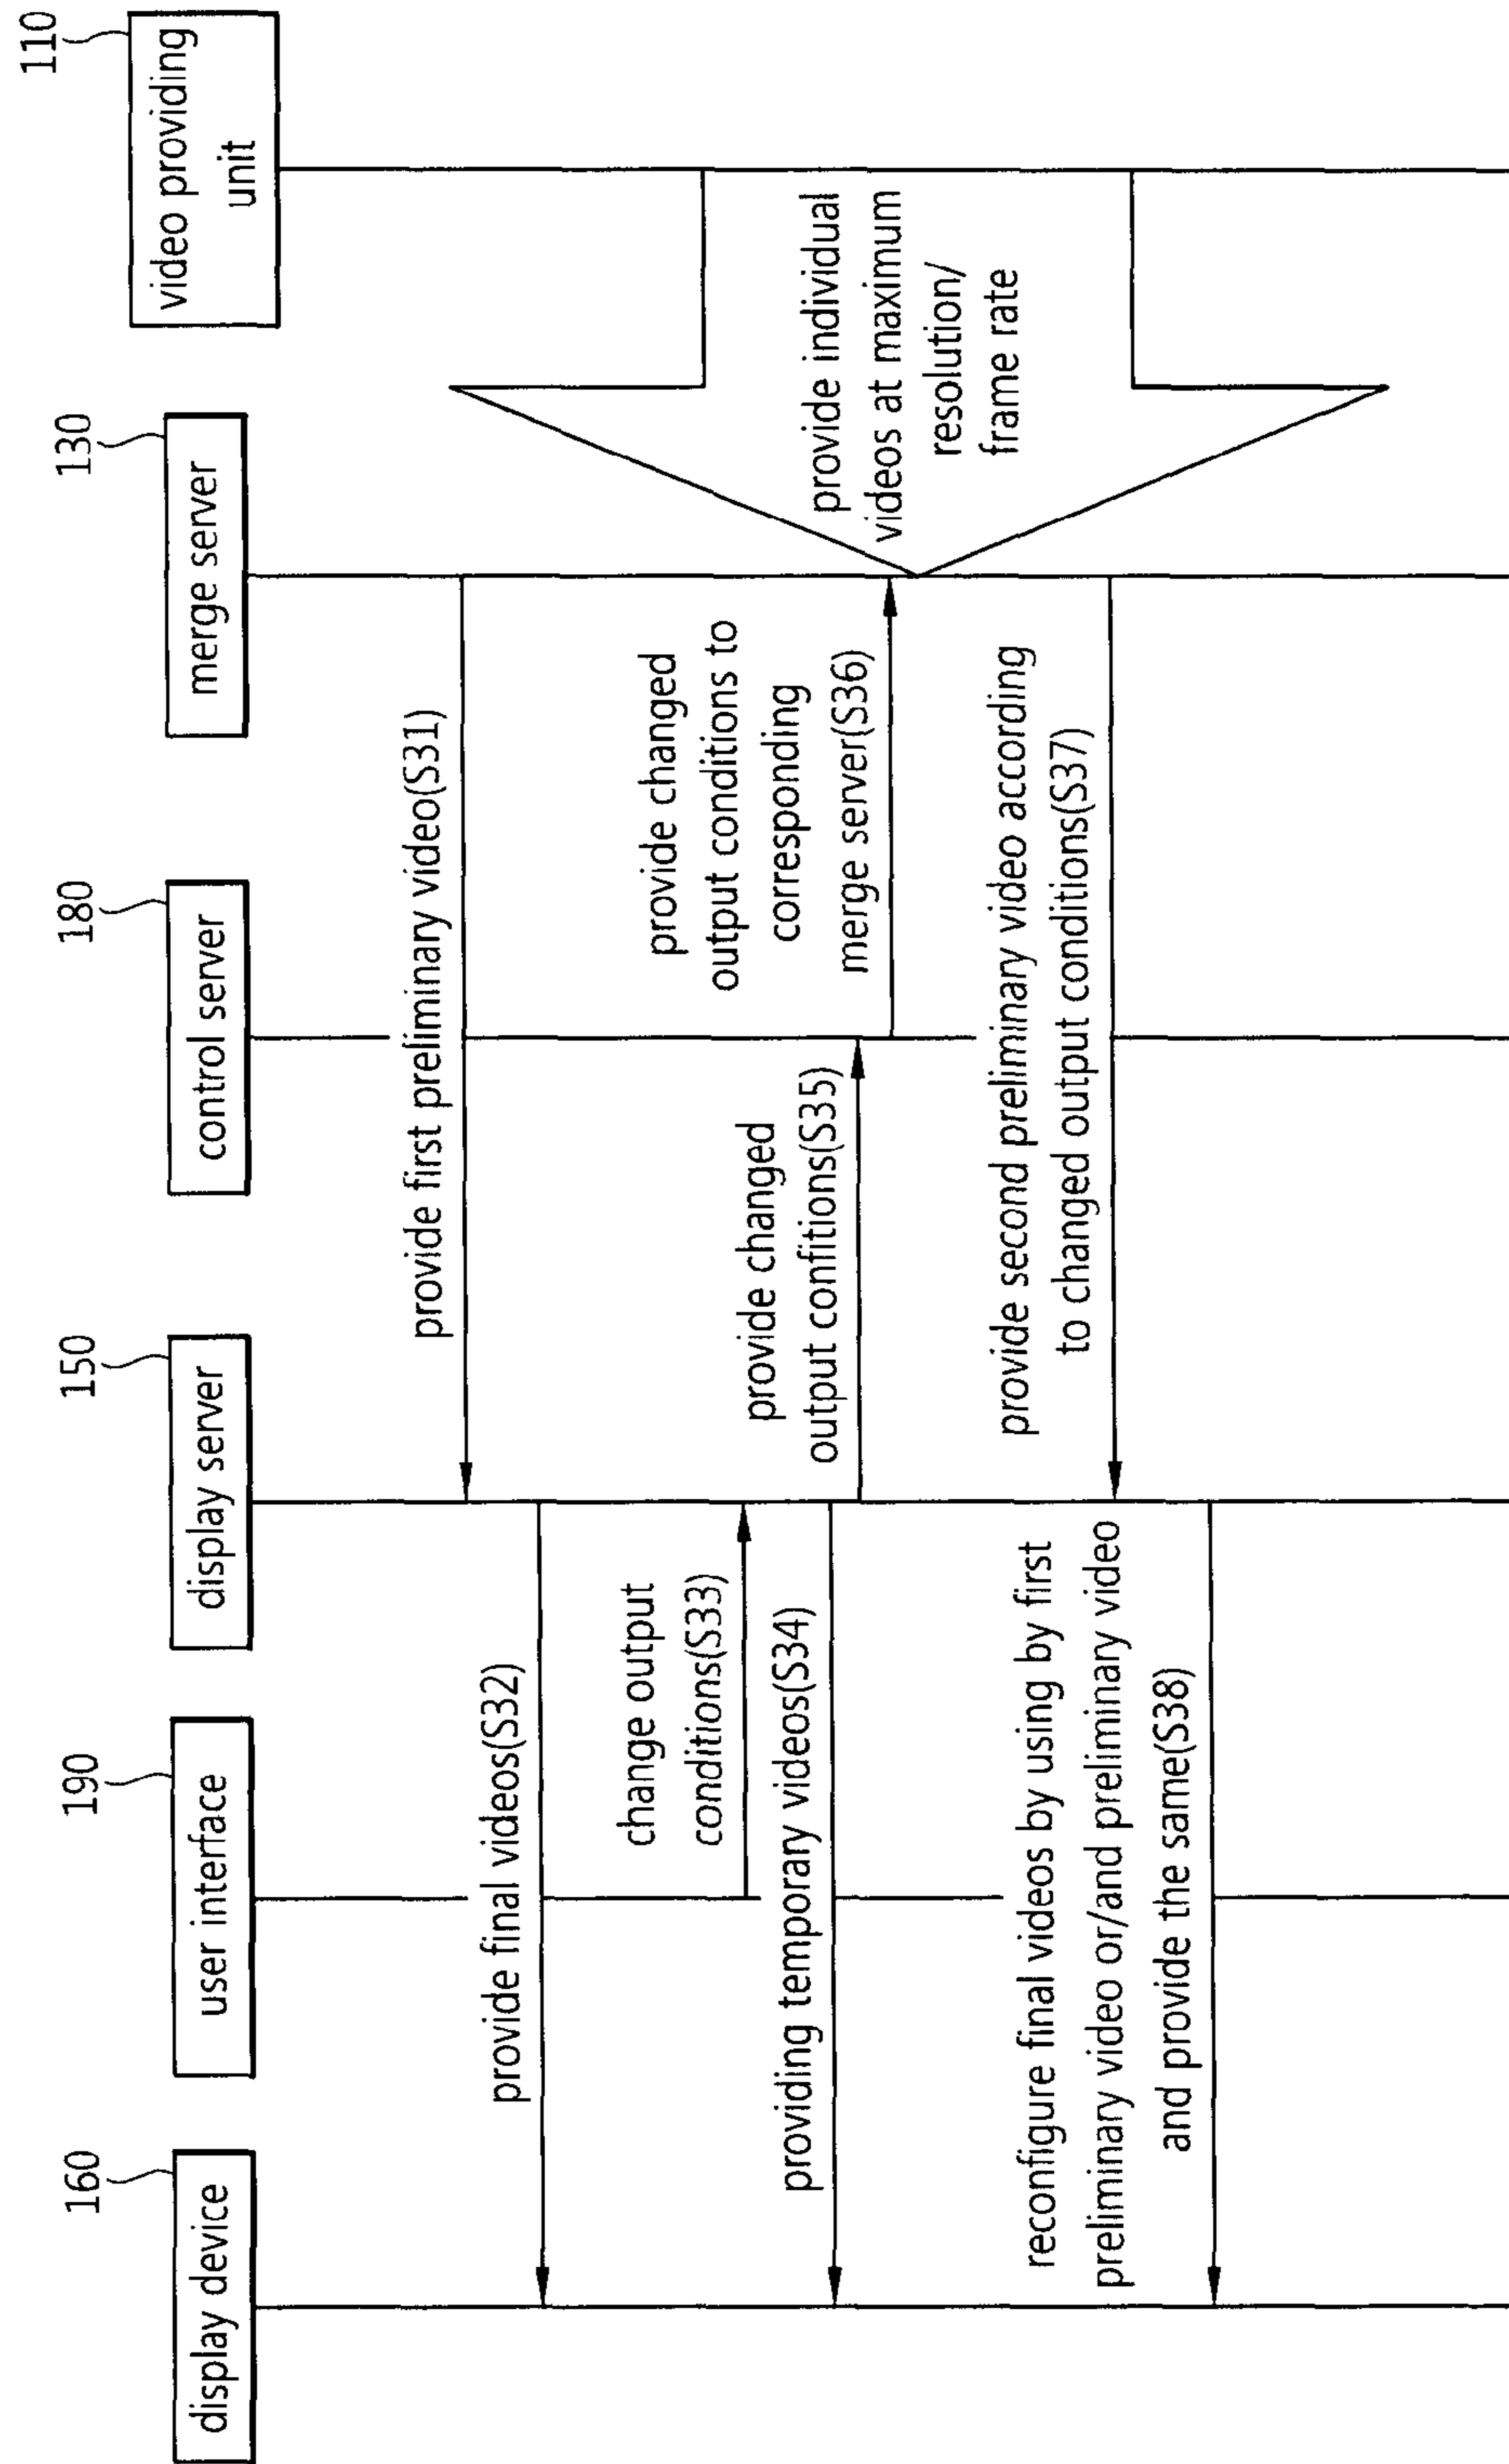 160
display device
190
user interface
150
display server
180
control server
130
merge server
110
video providing
unit
provide first preliminary video(S31)
provide final videos(S32)
change output
conditions(S33)
providing temporary videos(S34)
provide changed
output confitions(S35)
provide changed
output conditions to
corresponding
merge server(S36)
provide individual
videos at maximum
resolution/
frame rate
provide second preliminary video according
to changed output conditions(S37)
reconfigure final videos by using by first
preliminary video or/and preliminary video
and provide the same(S38)